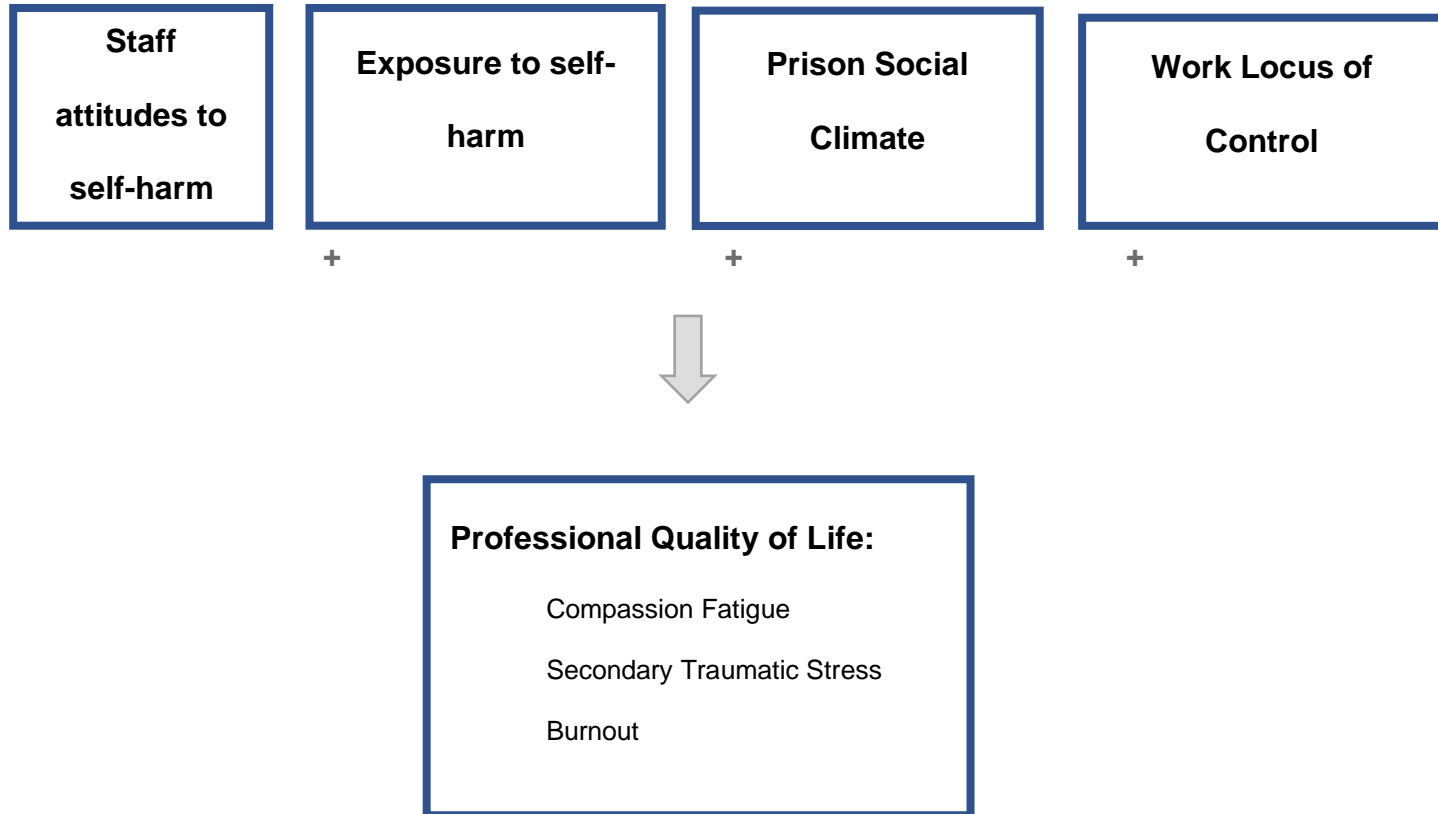 Staff
attitudes to
self-harm
Exposure to self-
harm
Prison Social
Climate
Work Locus of
Control
+
+
+
Professional Quality of Life:
Compassion Fatigue
Secondary Traumatic Stress
Burnout